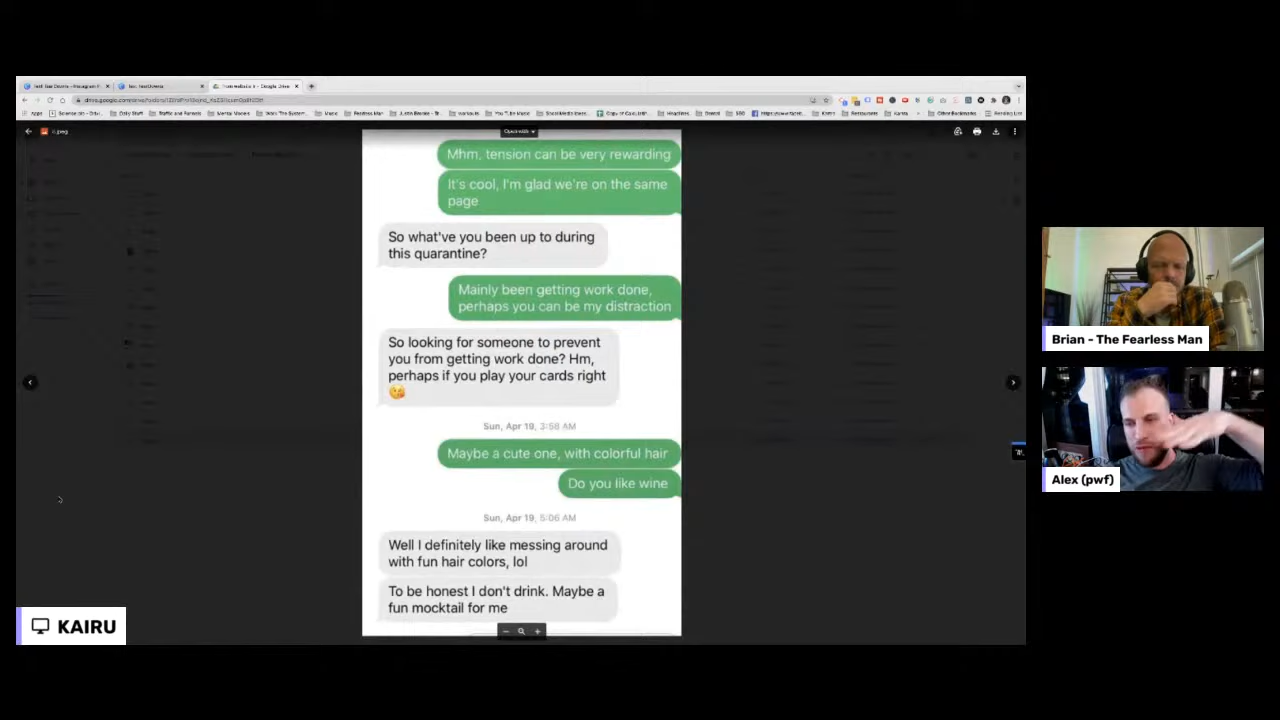 Open with
Mhm, tension can be very rewarding
It's cool, I'm glad we're on the same
page
So what've you been up to during
this quarantine?
Mainly been getting work done,
perhaps you can be my distraction
So looking for someone to prevent
you from getting work done? Hm,
perhaps if you play your cards right
😘
Sun, Apr 19, 3:58 AM
Maybe a cute one, with colorful hair
Do you like wine
Sun, Apr 19, 5:06 AM
Well I definitely like messing around
with fun hair colors, lol
To be honest I don't drink. Maybe a
fun mocktail for me
Brian - The Fearless Man
Alex (pwf)
KAIRU